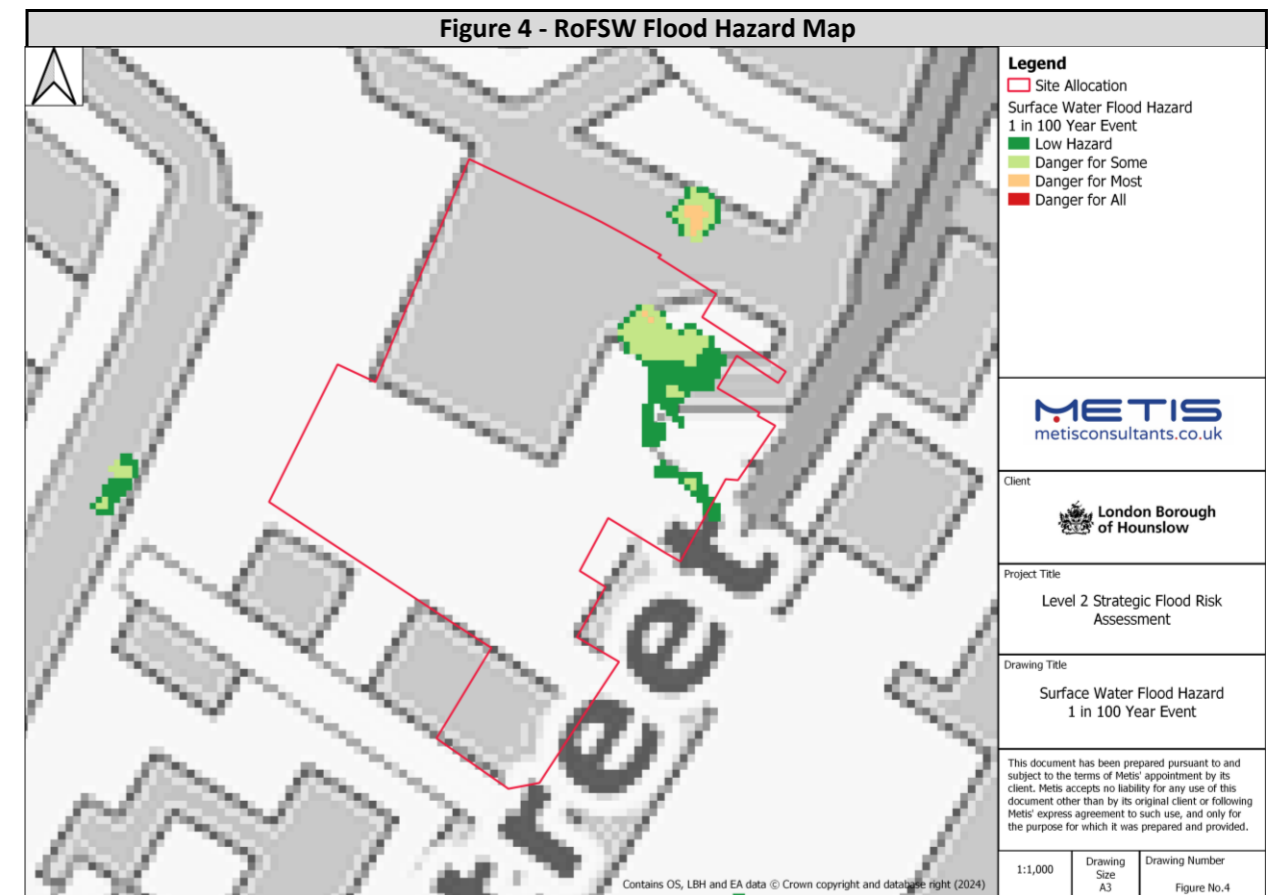 Figure 4 - RoFSW Flood Hazard Map
Legend
Site Allocation
Surface Water Flood Hazard
1 in 100 Year Event
Low Hazard
Danger for Some
Danger for Most
Danger for All
METIS
metisconsultants.co.uk
Client
London Borough
of Hounslow
Project Title
Level 2 Strategic Flood Risk
Assessment
Drawing Title
Surface Water Flood Hazard
1 in 100 Year Event
This document has been prepared pursuant to and
subject to the terms of Metis' appointment by its
client. Metis accepts no liability for any use of this
document other than by its original client or following
Metis' express agreement to such use, and only for
the purpose for which it was prepared and provided.
1:1,000
Drawing
Size
A3
Drawing Number
Figure No.4
treet
Contains OS, LBH and EA data © Crown copyright and database right (2024)